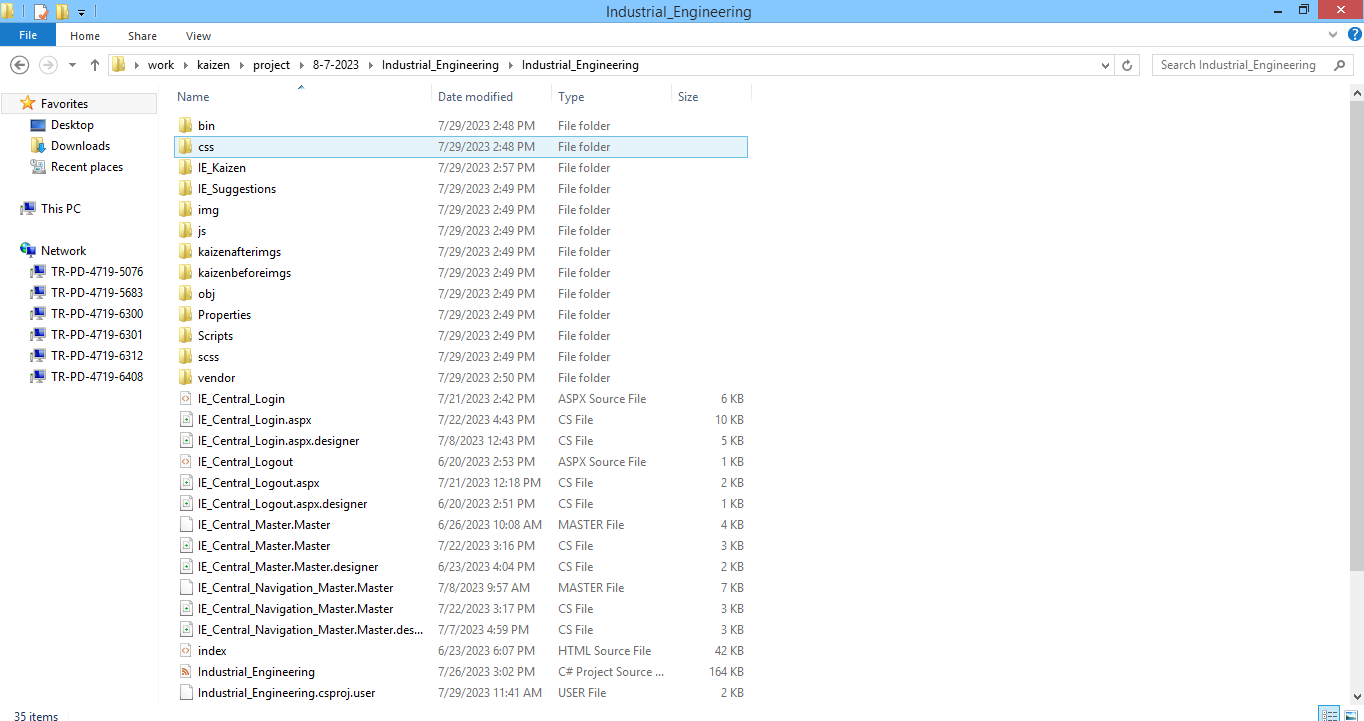 Industrial_Engineering
File Home Share View
work kaizen project 8-7-2023 Industrial_Engineering Industrial_Engineering Search Industrial_Engineering
Name Date modified Type Size
Favorites
Desktop
Downloads
Recent places
This PC
Network
TR-PD-4719-5076
TR-PD-4719-5683
TR-PD-4719-6300
TR-PD-4719-6301
TR-PD-4719-6312
TR-PD-4719-6408
bin 7/29/2023 2:48 PM File folder
css 7/29/2023 2:48 PM File folder
IE_Kaizen 7/29/2023 2:57 PM File folder
IE_Suggestions 7/29/2023 2:49 PM File folder
img 7/29/2023 2:49 PM File folder
js 7/29/2023 2:49 PM File folder
kaizenafterimgs 7/29/2023 2:49 PM File folder
kaizenbeforeimgs 7/29/2023 2:49 PM File folder
obj 7/29/2023 2:49 PM File folder
Properties 7/29/2023 2:49 PM File folder
Scripts 7/29/2023 2:49 PM File folder
scss 7/29/2023 2:49 PM File folder
vendor 7/29/2023 2:50 PM File folder
IE_Central_Login 7/21/2023 2:42 PM ASPX Source File 6 KB
IE_Central_Login.aspx 7/22/2023 4:43 PM CS File 10 KB
IE_Central_Login.aspx.designer 7/8/2023 12:43 PM CS File 5 KB
IE_Central_Logout 6/20/2023 2:53 PM ASPX Source File 1 KB
IE_Central_Logout.aspx 7/21/2023 12:18 PM CS File 2 KB
IE_Central_Logout.aspx.designer 6/20/2023 2:51 PM CS File 1 KB
IE_Central_Master.Master 6/26/2023 10:08 AM MASTER File 4 KB
IE_Central_Master.Master 7/22/2023 3:16 PM CS File 3 KB
IE_Central_Master.Master.designer 6/23/2023 4:04 PM CS File 2 KB
IE_Central_Navigation_Master.Master 7/8/2023 9:57 AM MASTER File 7 KB
IE_Central_Navigation_Master.Master 7/22/2023 3:17 PM CS File 3 KB
IE_Central_Navigation_Master.Master.des... 7/7/2023 4:59 PM CS File 3 KB
index 6/23/2023 6:07 PM HTML Source File 42 KB
Industrial_Engineering 7/26/2023 3:02 PM C# Project Source ... 164 KB
Industrial_Engineering.csproj.user 7/29/2023 11:41 AM USER File 2 KB
35 items